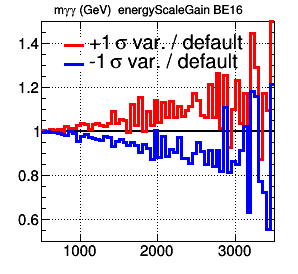 mγγ (GeV) energyScaleGain BE16
+1 σ var. / default
-1 σ var. / default
1.4
1.2
1
0.8
0.6
1000 2000 3000